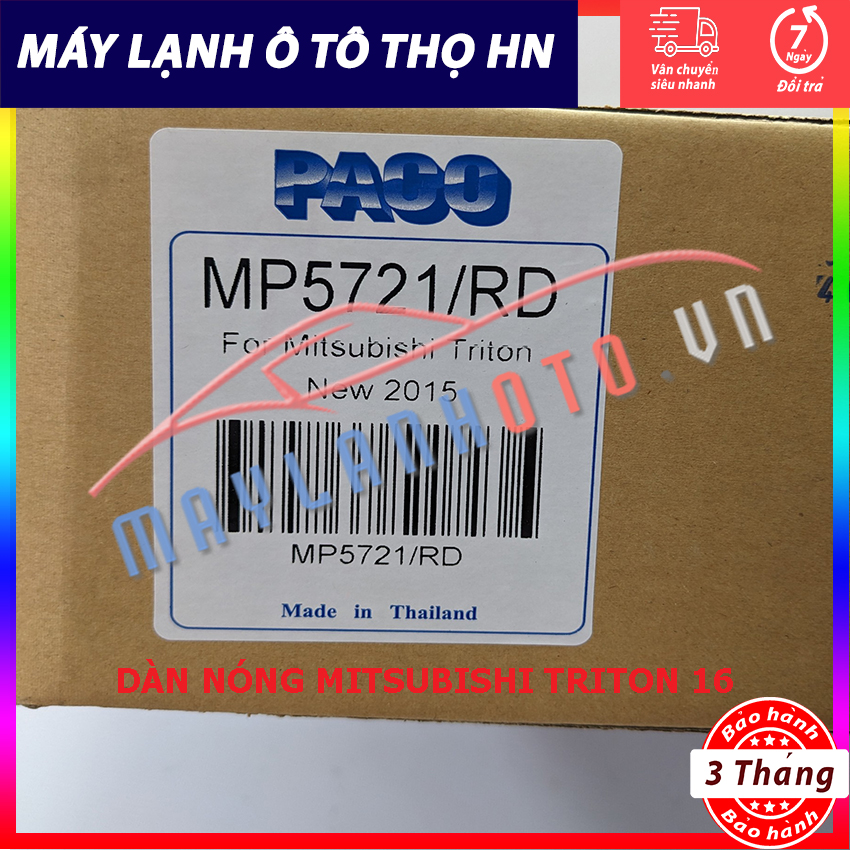 MÁY LẠNH Ô TÔ THỌ HN
Vân chuyển
siêu nhanh
7
Ngày
Đổi trả
PACO
MP5721/RD
For Mitsubishi Triton
New 2015
MAYLANHOTO.VN
MP5721/RD
Made in Thailand
DÀN NÓNG MITSUBISHI TRITON 16
Bảo hành
3 Tháng
Bảo hành